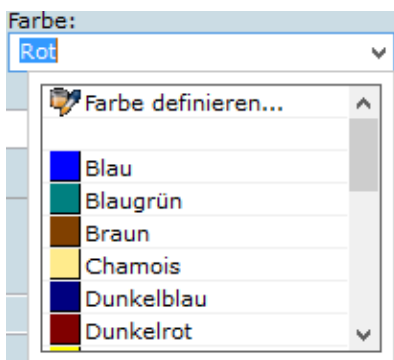 Farbe:
Rot
Farbe definieren...
Blau
Blaugrün
Braun
Chamois
Dunkelblau
Dunkelrot